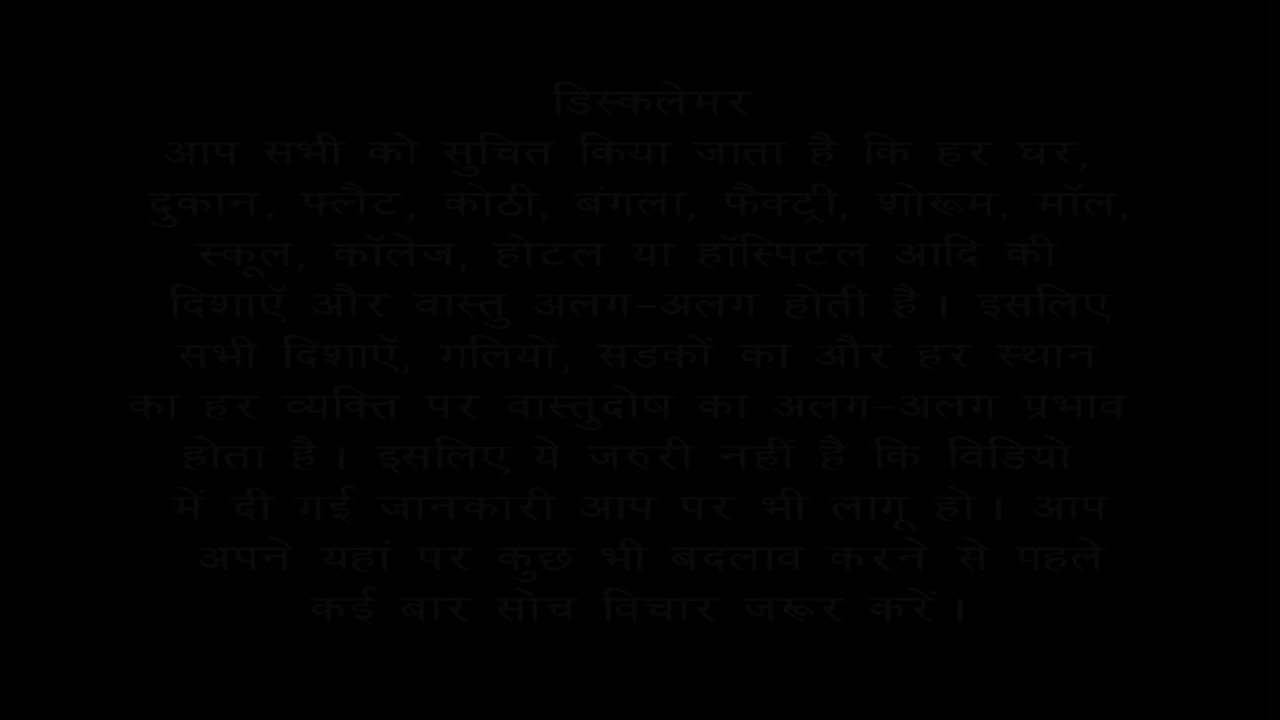 डिस्कलेमर
आप सभी को सुचित किया जाता है कि हर घर,
दुकान, फ्लैट, कोठी, बंगला, फैक्ट्री, शोरूम, मॉल,
स्कूल, कॉलेज, होटल या हॉस्पिटल आदि की
दिशाएॅ और वास्तु अलग-अलग होती है। इसलिए
सभी दिशाएॅ, गलियों, सडकों का और हर स्थान
का हर व्यक्ति पर वास्तुदोष का अलग-अलग प्रभाव
होता है। इसलिए ये जरुरी नहीं है कि विडियो
में दी गई जानकारी आप पर भी लागू हो। आप
अपने यहां पर कुछ भी बदलाव करने से पहले
कई बार सोच विचार जरूर करें।